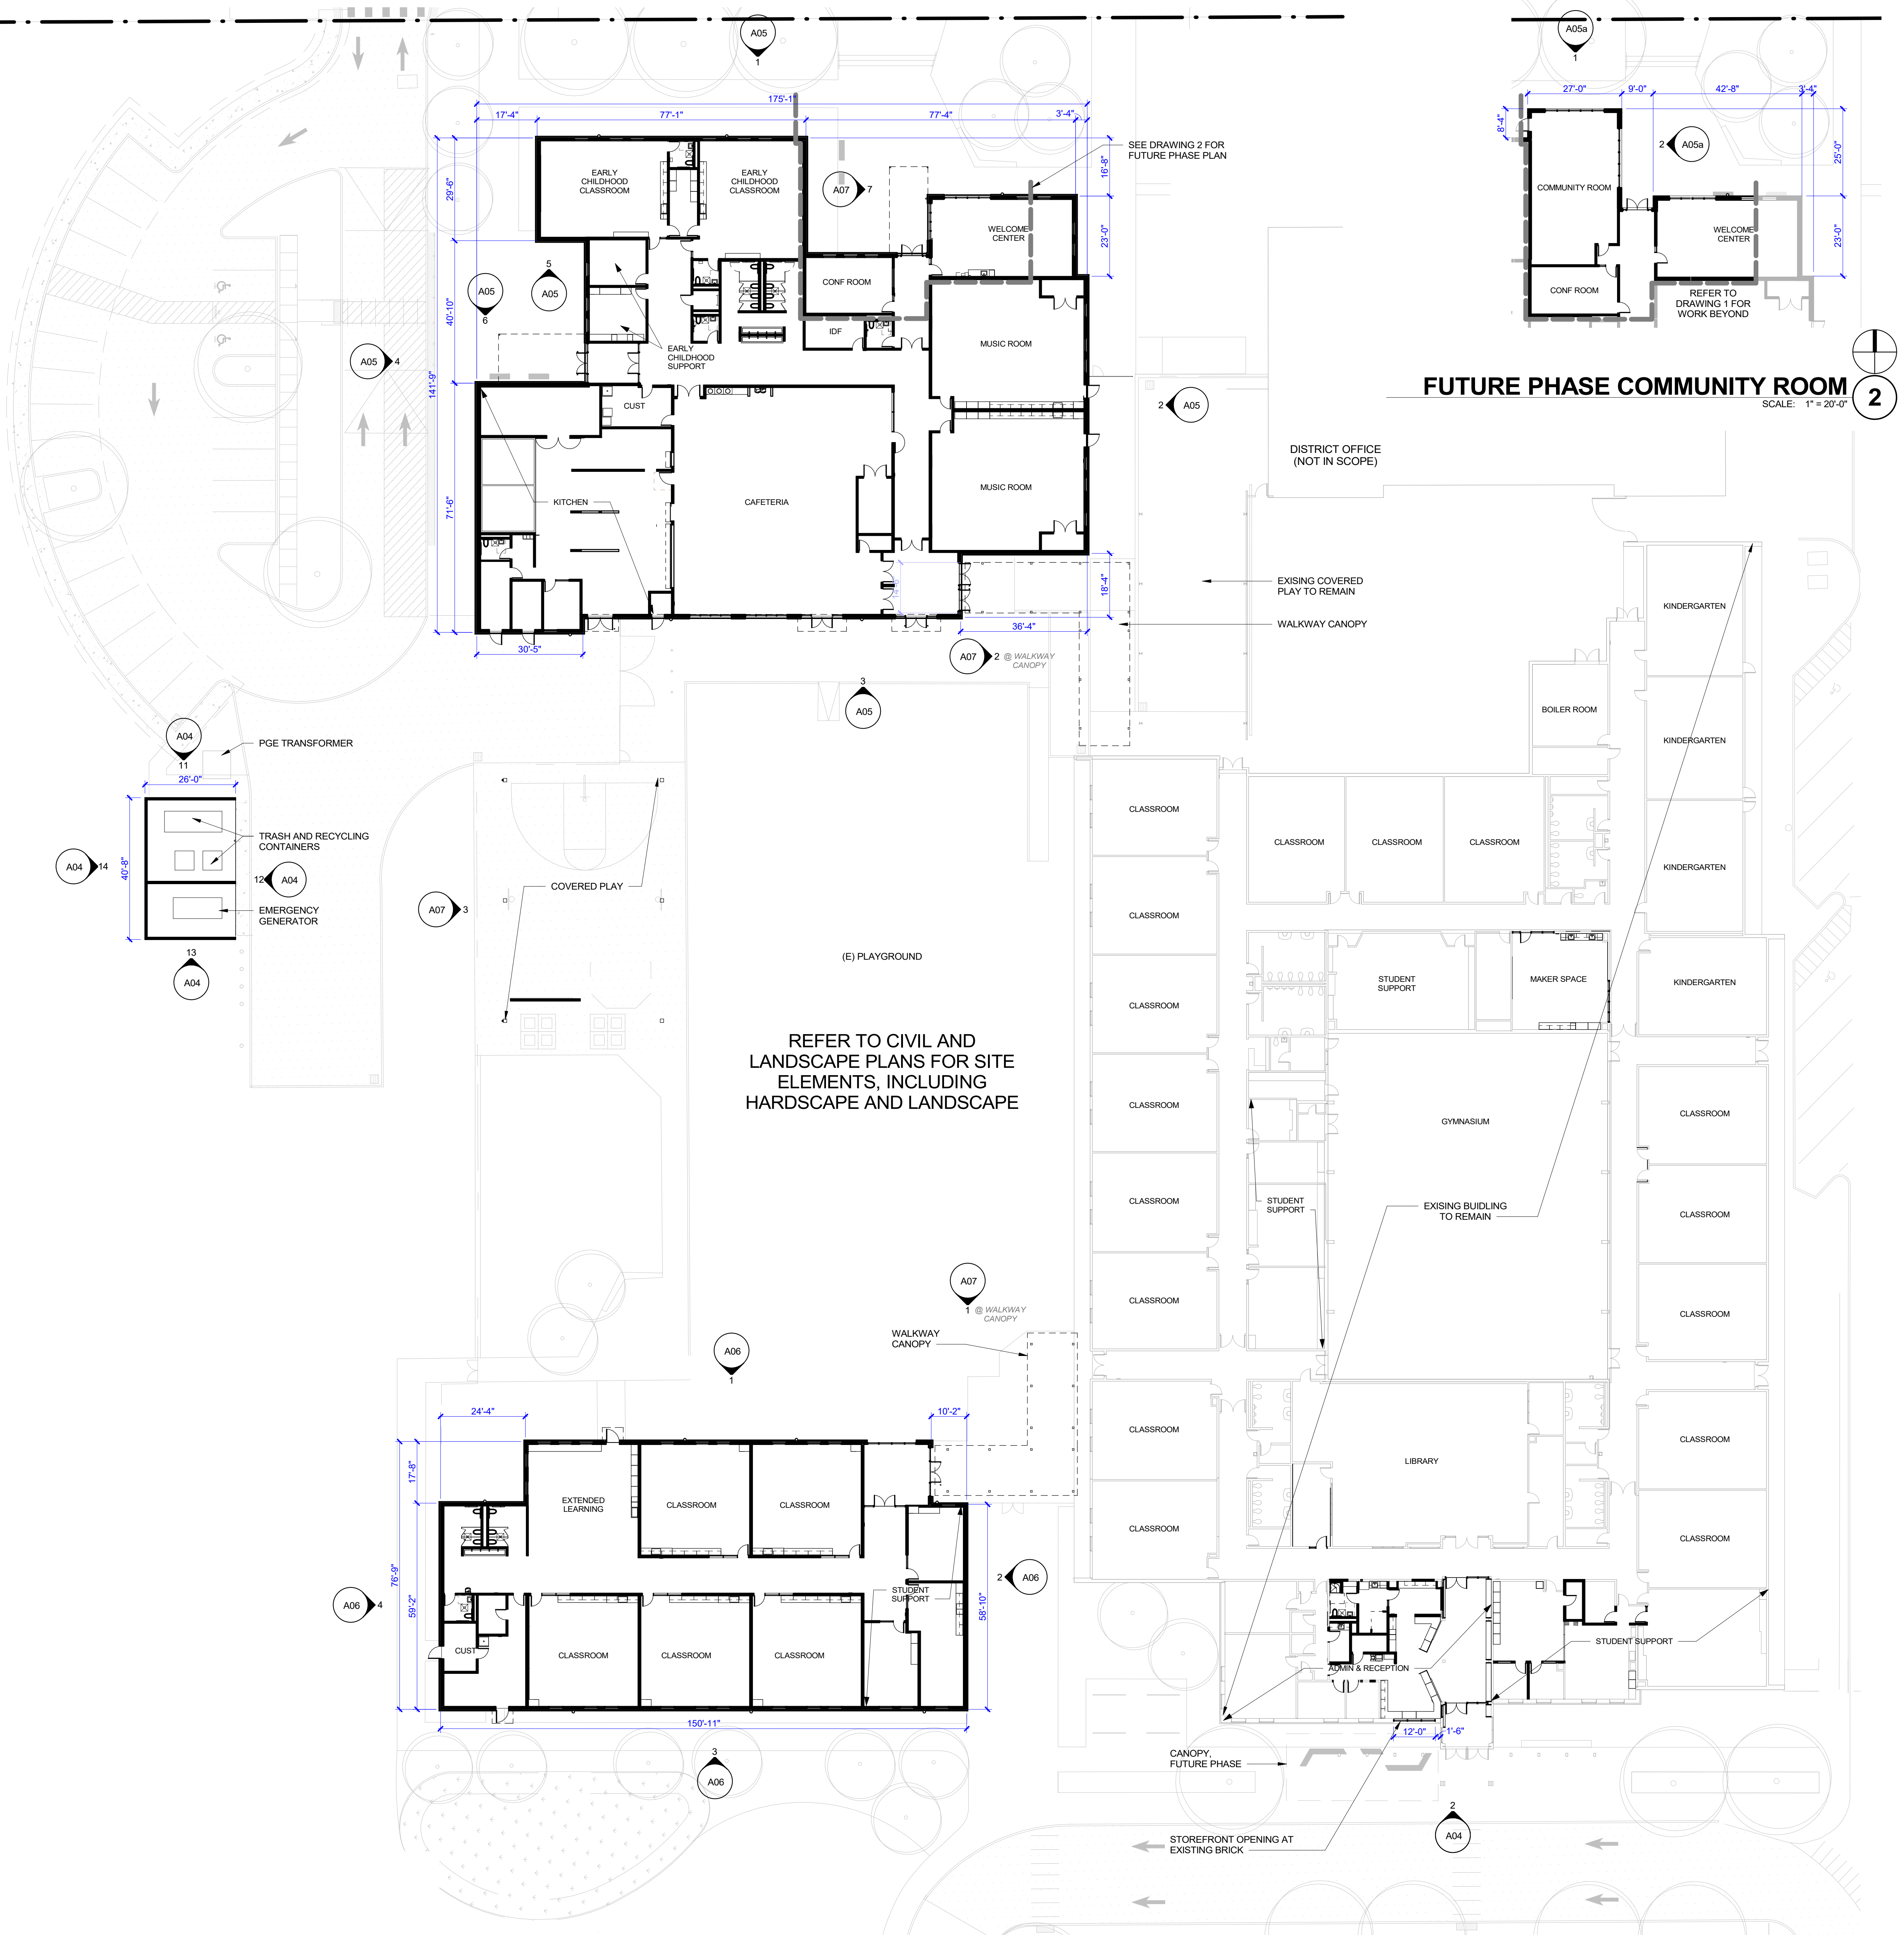 A05
1
A05a
1
175'-1"
17'-4"
77'-1"
77'-4"
3'-4"
27'-0"
9'-0"
42'-8"
3'-4"
8'-4"
2
A05a
25'-0"
SEE DRAWING 2 FOR
FUTURE PHASE PLAN
16'-8"
29'-6"
EARLY
CHILDHOOD
CLASSROOM
EARLY
CHILDHOOD
CLASSROOM
A07
7
COMMUNITY ROOM
WELCOME
CENTER
23'-0"
WELCOME
CENTER
23'-0"
5
A05
A05
6
CONF ROOM
CONF ROOM
REFER TO
DRAWING 1 FOR
WORK BEYOND
40'-10"
IDF
EARLY
CHILDHOOD
SUPPORT
MUSIC ROOM
A05
4
141'-9"
FUTURE PHASE COMMUNITY ROOM
SCALE: 1" = 20'-0"
2
CUST
2
A05
DISTRICT OFFICE
(NOT IN SCOPE)
71'-6"
KITCHEN
CAFETERIA
MUSIC ROOM
14'-0"
18'-4"
EXISING COVERED
PLAY TO REMAIN
KINDERGARTEN
WALKWAY CANOPY
36'-4"
30'-5"
A07
2
@ WALKWAY
CANOPY
3
A05
BOILER ROOM
A04
11
PGE TRANSFORMER
KINDERGARTEN
26'-0"
CLASSROOM
TRASH AND RECYCLING
CONTAINERS
CLASSROOM
CLASSROOM
CLASSROOM
A04
14
40'-8"
12
A04
KINDERGARTEN
COVERED PLAY
EMERGENCY
GENERATOR
A07
3
CLASSROOM
13
A04
(E) PLAYGROUND
STUDENT
SUPPORT
MAKER SPACE
KINDERGARTEN
CLASSROOM
REFER TO CIVIL AND
LANDSCAPE PLANS FOR SITE
ELEMENTS, INCLUDING
HARDSCAPE AND LANDSCAPE
CLASSROOM
GYMNASIUM
CLASSROOM
CLASSROOM
STUDENT
SUPPORT
EXISING BUIDLING
TO REMAIN
CLASSROOM
A07
1
@ WALKWAY
CANOPY
CLASSROOM
CLASSROOM
WALKWAY
CANOPY
A06
1
24'-4"
10'-2"
CLASSROOM
CLASSROOM
17'-8"
LIBRARY
EXTENDED
LEARNING
CLASSROOM
CLASSROOM
CLASSROOM
CLASSROOM
76'-9"
59'-2"
2
A06
A06
4
STUDENT
SUPPORT
58'-10"
CUST
CLASSROOM
CLASSROOM
CLASSROOM
STUDENT SUPPORT
ADMIN & RECEPTION
150'-11"
12'-0"
1'-6"
3
A06
CANOPY,
FUTURE PHASE
2
A04
STOREFRONT OPENING AT
EXISTING BRICK